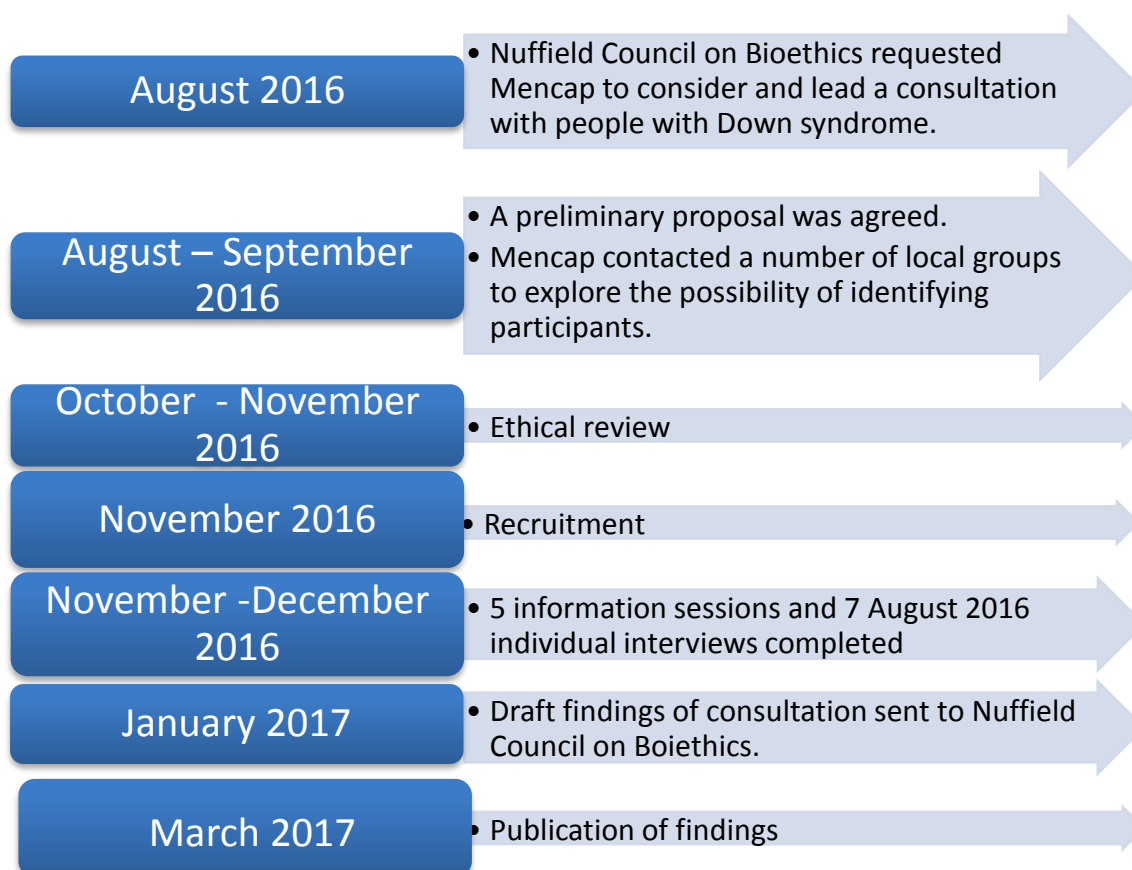 August 2016
• Nuffield Council on Bioethics requested
Mencap to consider and lead a consultation
with people with Down syndrome.
August – September
2016
• A preliminary proposal was agreed.
• Mencap contacted a number of local groups
to explore the possibility of identifying
participants.
October - November
2016
• Ethical review
November 2016
• Recruitment
November -December
2016
• 5 information sessions and 7 August 2016
individual interviews completed
January 2017
• Draft findings of consultation sent to Nuffield
Council on Boiethics.
March 2017
• Publication of findings